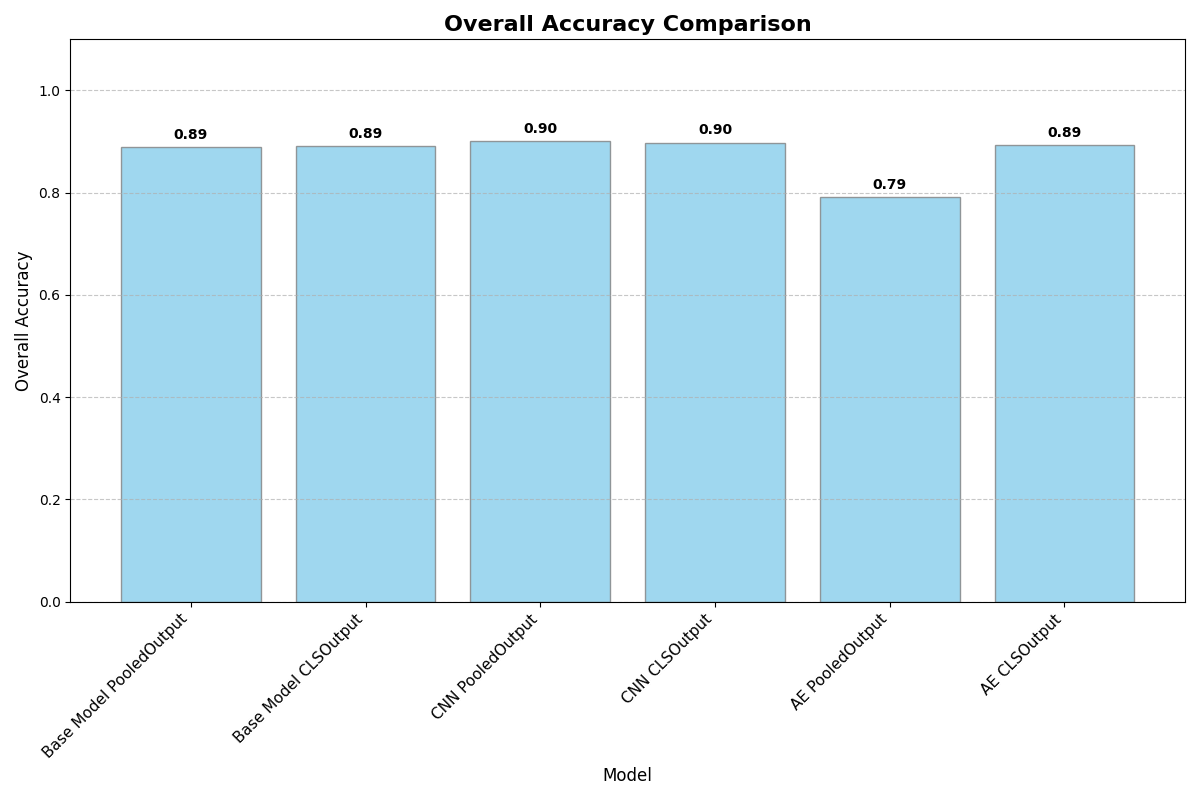 Overall Accuracy Comparison
Overall Accuracy
1.0
0.8
0.6
0.4
0.2
0.0
0.89
0.89
0.90
0.90
0.79
0.89
Base Model PooledOutput
Base Model CLSOutput
CNN PooledOutput
CNN CLSOutput
AE PooledOutput
AE CLSOutput
Model